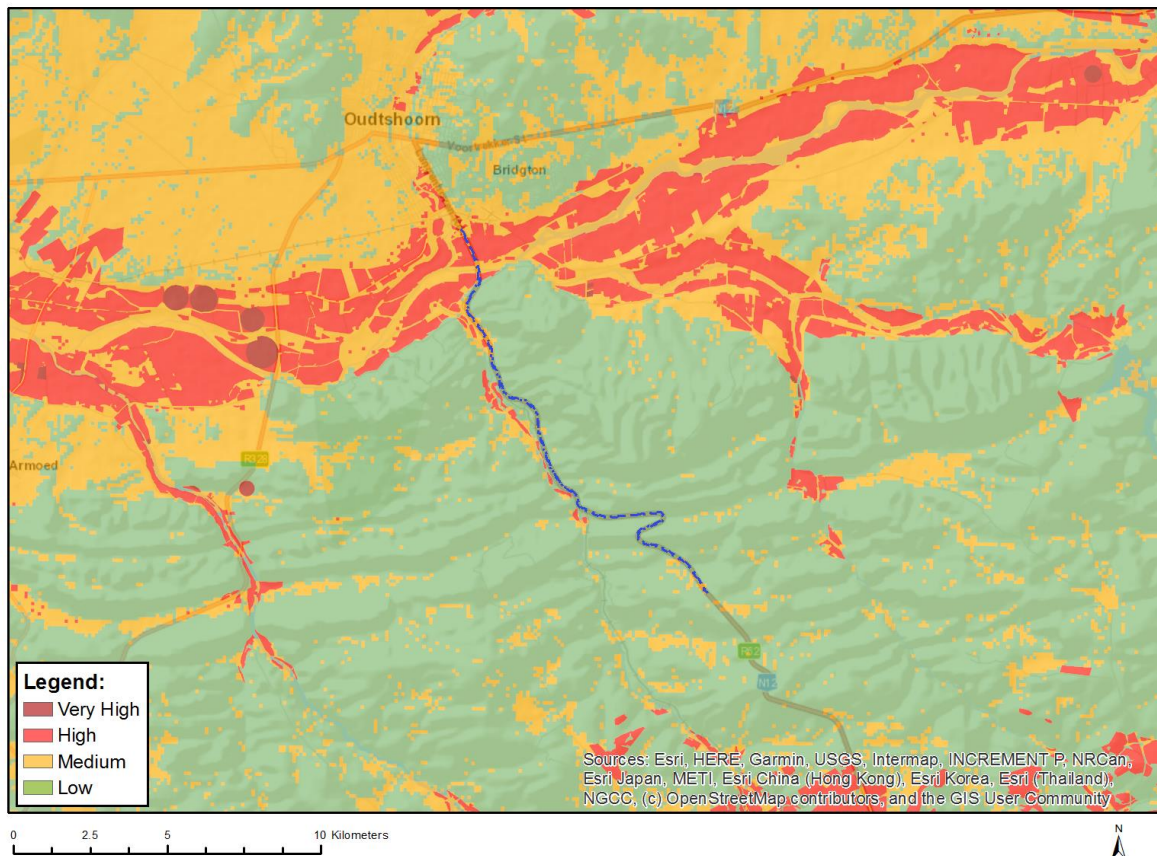 Oudtshoorn
N12
Voortrekker St
Bridgton
Armoed
R328
R62
N12
Legend:
Very High
High
Medium
Low
Sources: Esri, HERE, Garmin, USGS, Intermap, INCREMENT P, NRCan,
Esri Japan, METI, Esri China (Hong Kong), Esri Korea, Esri (Thailand),
NGCC, (c) OpenStreetMap contributors, and the GIS User Community
0 2.5 5 10 Kilometers
N